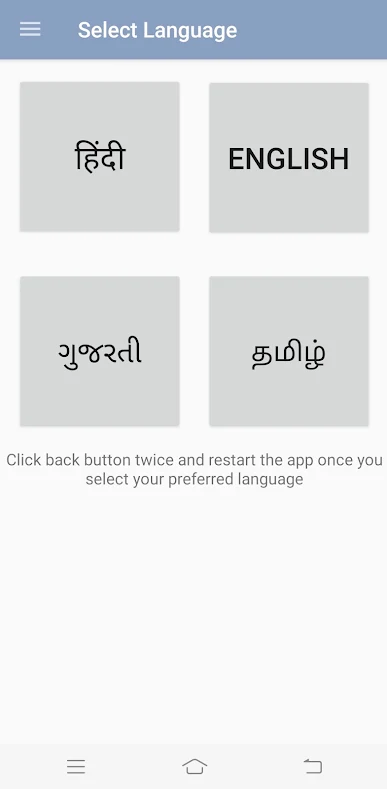 Select Language
हिंदी
ENGLISH
ગુજરતી
தமிழ்
Click back button twice and restart the app once you
select your preferred language